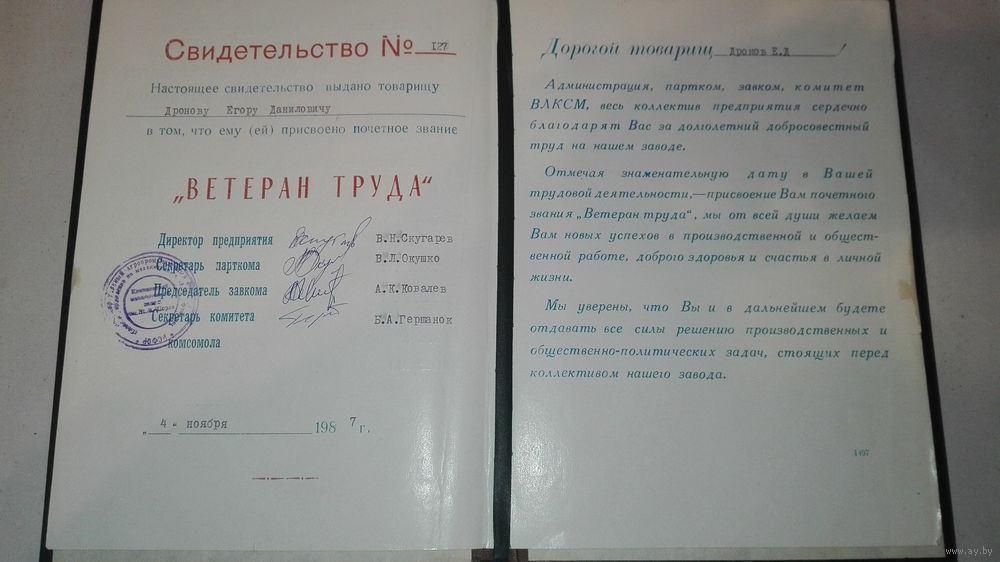 Свидетельство № 127
Настоящее свидетельство выдано товарищу
Дронову Егору Даниловичу
в том, что ему (ей) присвоено почетное звание
„ВЕТЕРАН ТРУДА“
Директор предприятия В.Н.Скугарев
Секретарь парткома В.Л.Окушко
Председатель завкома А.К.Ковалев
Секретарь комитета Б.А.Гершанок
комсомола
„ 4 " ноября 198 7 г.
Дорогой товарищ Дронов Е.Д !
Администрация, партком, завком, комитет
ВЛКСМ, весь коллектив предприятия сердечно
благодарят Вас за долголетний добросовестный
труд на нашем заводе.
Отмечая знаменательную дату в Вашей
трудовой деятельности,—присвоение Вам почетного
звания „Ветеран труда“, мы от всей души желаем
Вам новых успехов в производственной и общест-
венной работе, доброго здоровья и счастья в личной
жизни.
Мы уверены, что Вы и в дальнейшем будете
отдавать все силы решению производственных и
общественно-политических задач, стоящих перед
коллективом нашего завода.
1497
www.ay.by